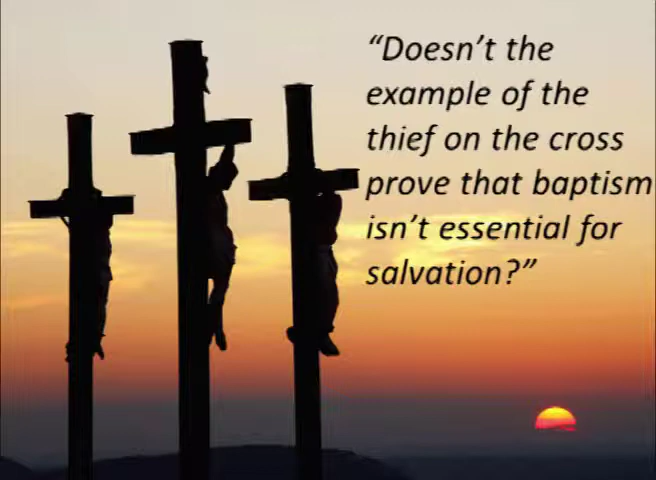 “Doesn’t the
example of the
thief on the cross
prove that baptism
isn’t essential for
salvation?”